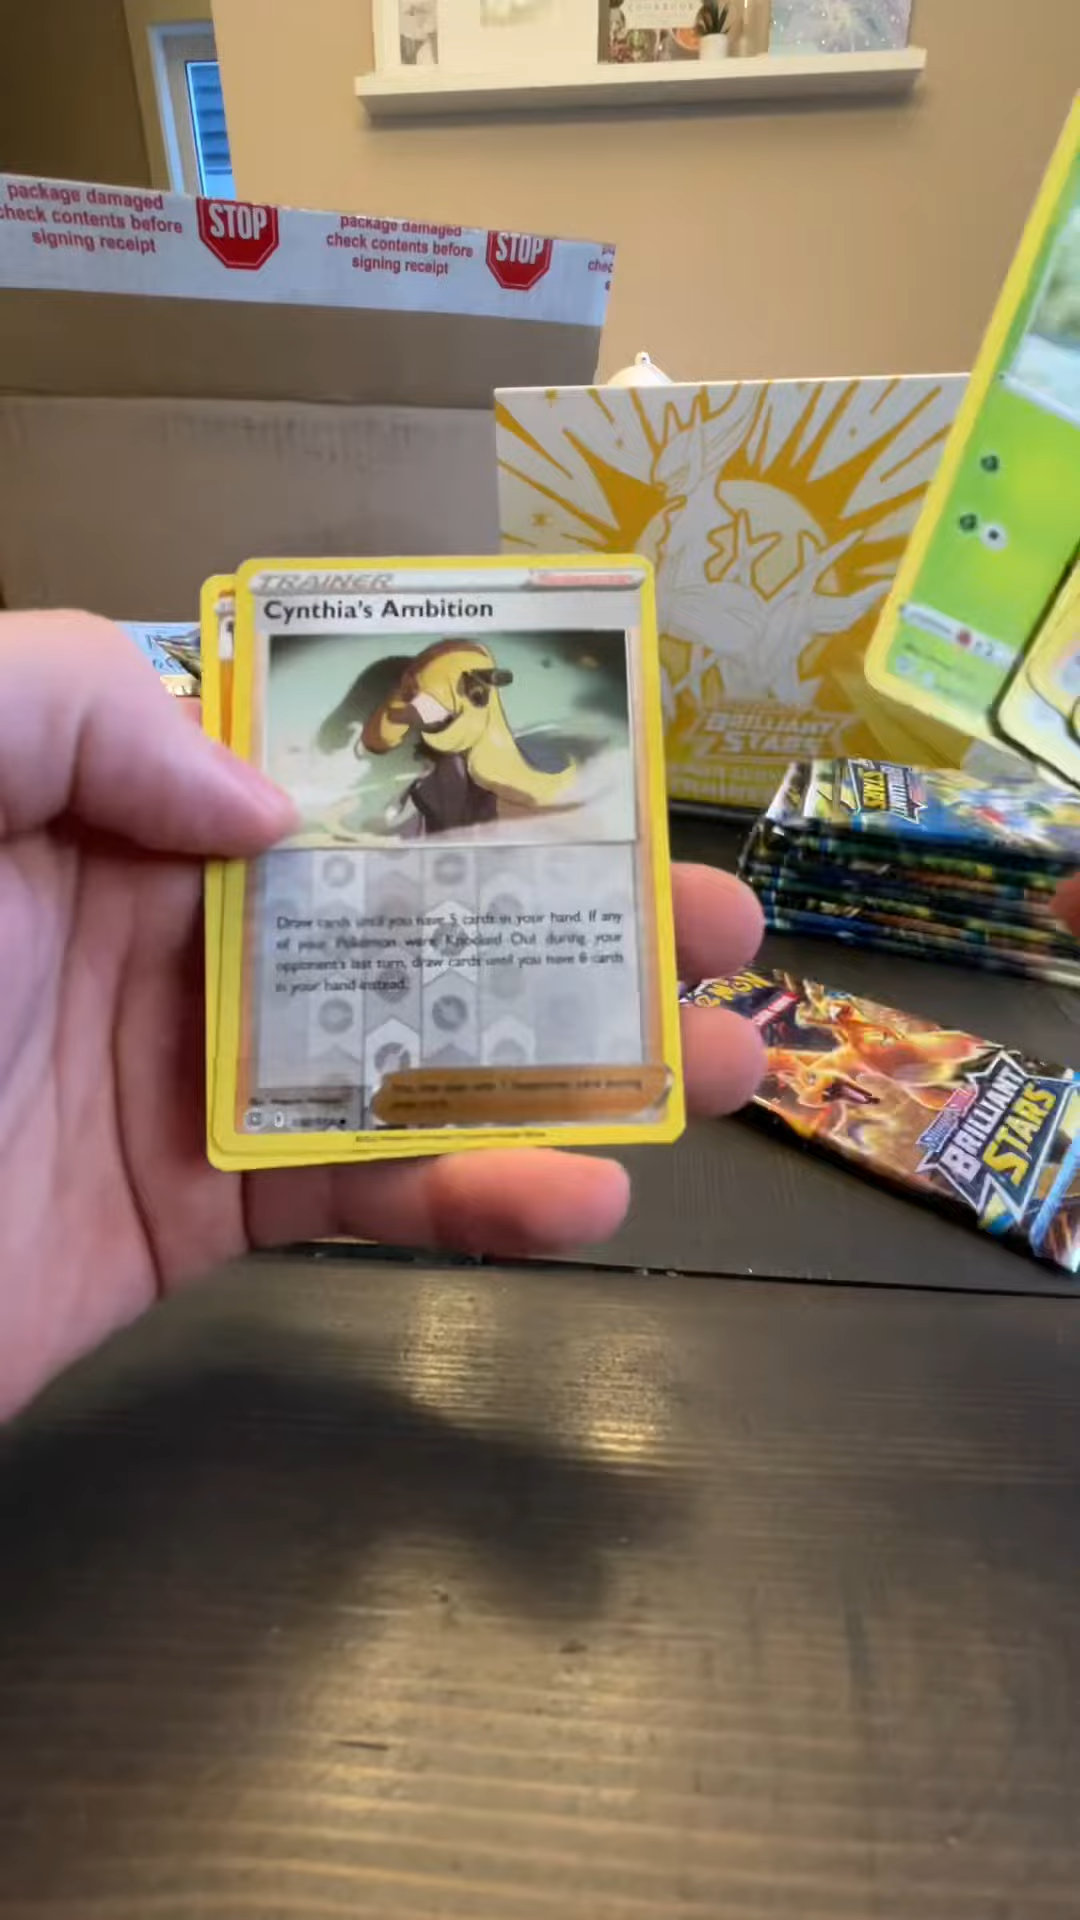 COOKBOOK
package damaged
check contents before
signing receipt
STOP
package damaged
check contents before
signing receipt
STOP
TRAINER
Cynthia's Ambition
Draw cards until you have 5 cards in your hand. If any
of your Pokémon were Knocked Out during your
opponent's last turn, draw cards until you have 8 cards
in your hand instead.
BRILLIANT
STARS
BRILLIANT
STARS
BRILLIANT
STARS